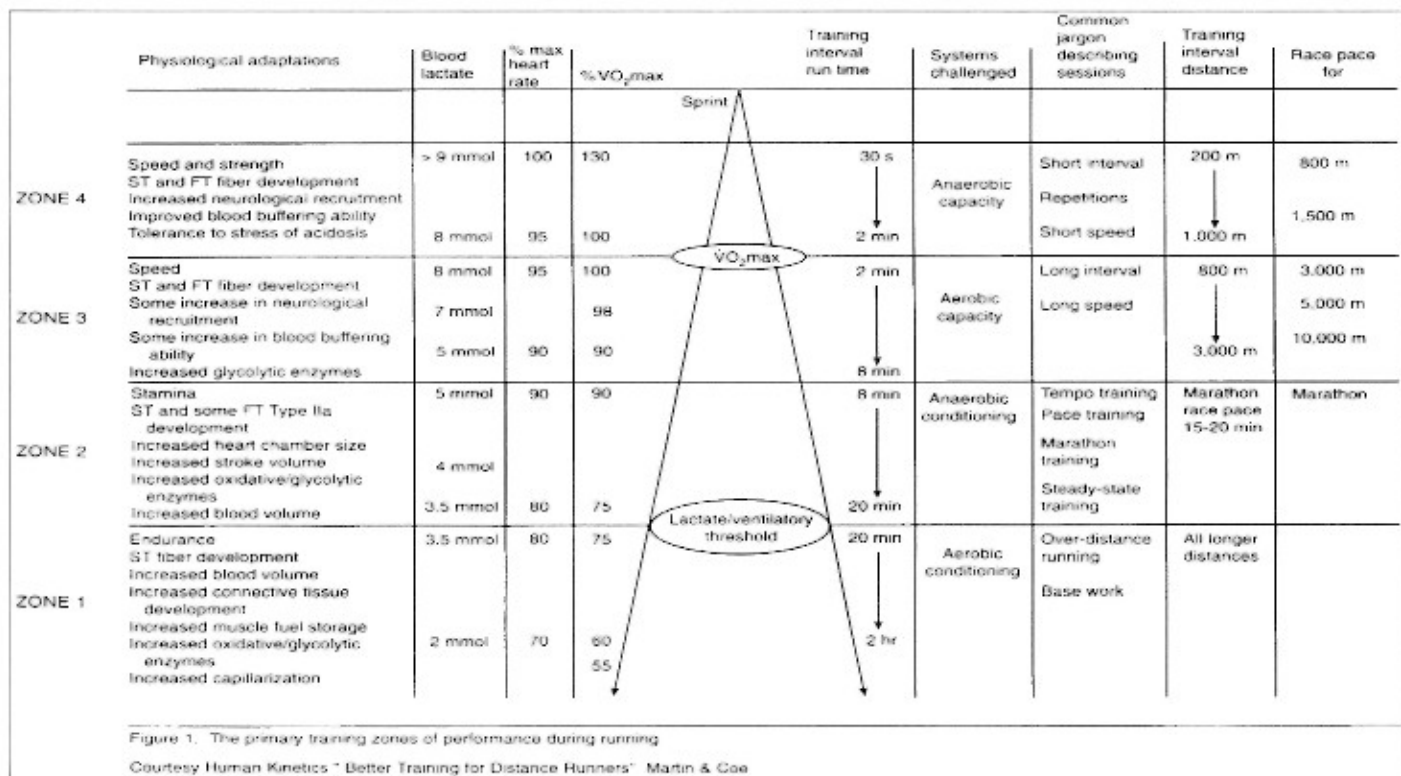 Physiological adaptations
Blood lactate
% max heart rate
% VO₂max
Training interval run time
Systems challenged
Common jargon describing sessions
Training interval distance
Race pace for
Sprint
ZONE 4
Speed and strength
ST and FT fiber development
Increased neurological recruitment
Improved blood buffering ability
Tolerance to stress of acidosis
> 9 mmol 100 130
8 mmol 95 100
30 s
2 min
Anaerobic capacity
Short interval
Repetitions
Short speed
200 m
1,000 m
800 m
1,500 m
V̇O₂max
ZONE 3
Speed
ST and FT fiber development
Some increase in neurological
recruitment
Some increase in blood buffering
ability
Increased glycolytic enzymes
8 mmol 95 100
7 mmol 98
5 mmol 90 90
2 min
8 min
Aerobic capacity
Long interval
Long speed
800 m
3,000 m
3,000 m
5,000 m
10,000 m
ZONE 2
Stamina
ST and some FT Type IIa
development
Increased heart chamber size
Increased stroke volume
Increased oxidative/glycolytic
enzymes
Increased blood volume
5 mmol 90 90
4 mmol
3.5 mmol 80 75
8 min
20 min
Anaerobic conditioning
Tempo training
Pace training
Marathon
training
Steady-state
training
Marathon
race pace
15-20 min
Marathon
Lactate/ventilatory
threshold
ZONE 1
Endurance
ST fiber development
Increased blood volume
Increased connective tissue
development
Increased muscle fuel storage
Increased oxidative/glycolytic
enzymes
Increased capillarization
3.5 mmol 80 75
2 mmol 70 60
55
20 min
2 hr
Aerobic conditioning
Over-distance
running
Base work
All longer
distances
Figure 1. The primary training zones of performance during running
Courtesy Human Kinetics " Better Training for Distance Runners" Martin & Coe